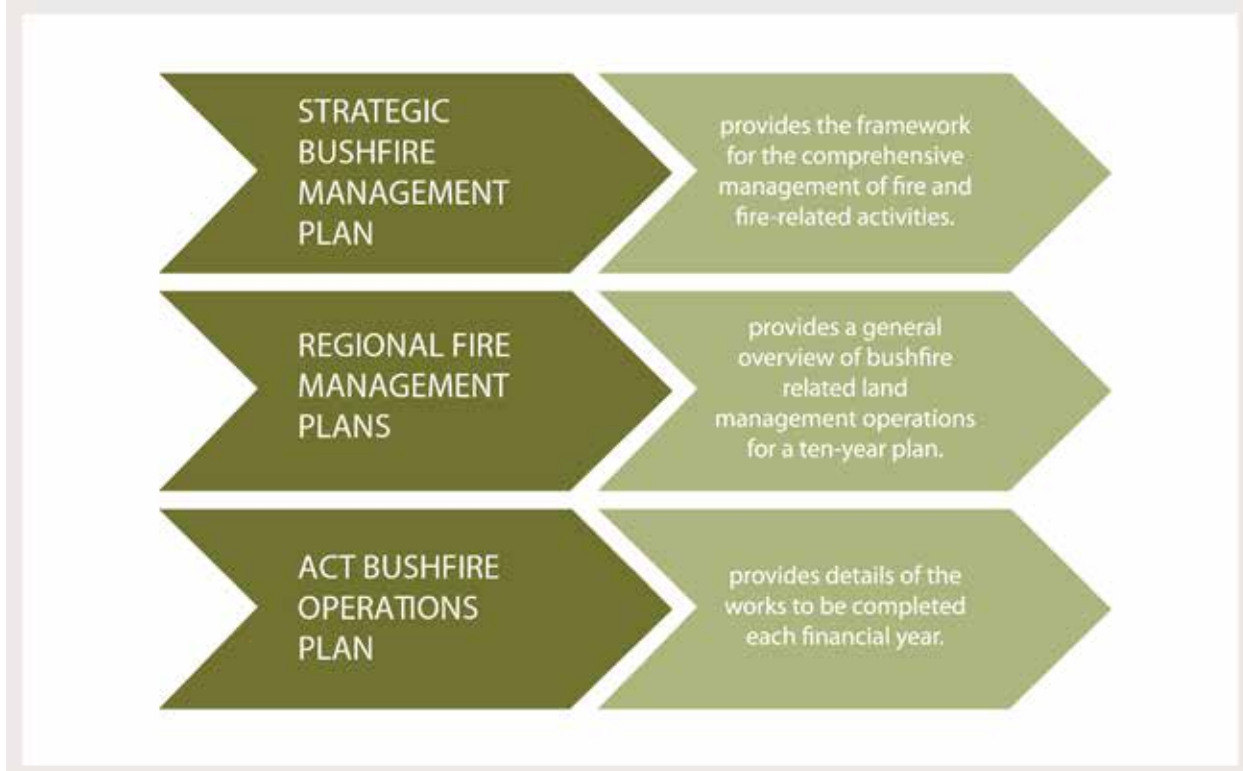 STRATEGIC
BUSHFIRE
MANAGEMENT
PLAN
provides the framework
for the comprehensive
management of fire and
fire-related activities.
REGIONAL FIRE
MANAGEMENT
PLANS
provides a general
overview of bushfire
related land
management operations
for a ten-year plan.
ACT BUSHFIRE
OPERATIONS
PLAN
provides details of the
works to be completed
each financial year.